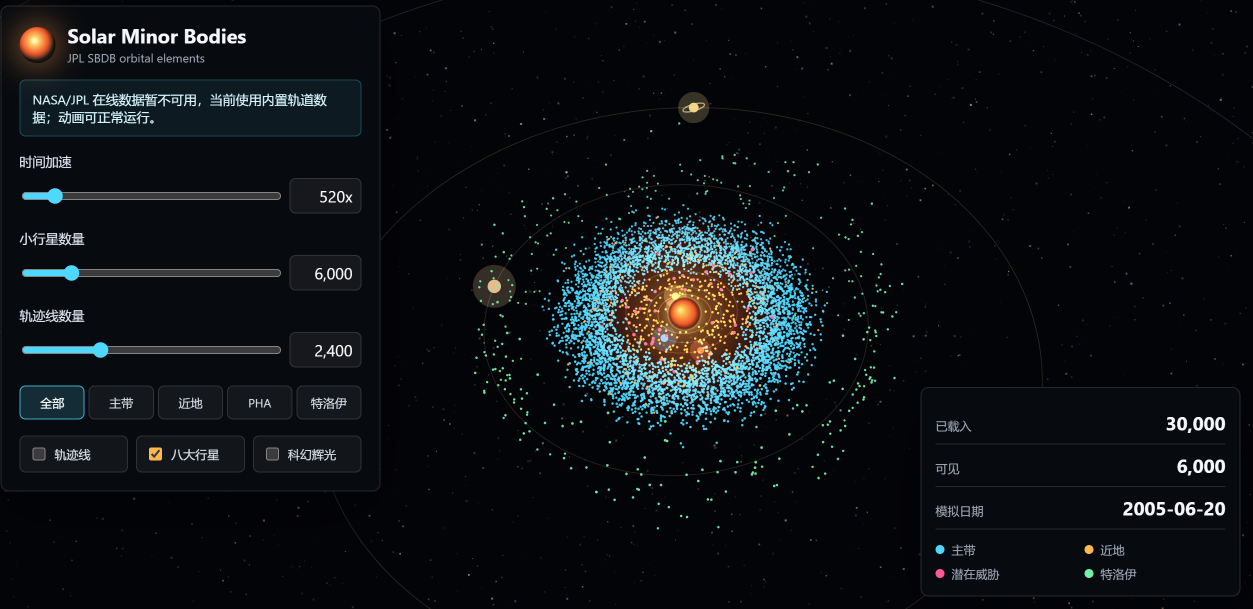 Solar Minor Bodies
JPL SBDB orbital elements
NASA/JPL 在线数据暂不可用，当前使用内置轨道数
据；动画可正常运行。
时间加速
520x
小行星数量
6,000
轨迹线数量
2,400
全部 主带 近地 PHA 特洛伊
轨迹线 八大行星 科幻辉光
已载入 30,000
可见 6,000
模拟日期 2005-06-20
主带 近地
潜在威胁 特洛伊